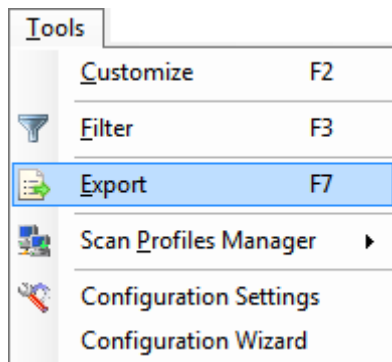 Tools
Customize F2
Filter F3
Export F7
Scan Profiles Manager
Configuration Settings
Configuration Wizard